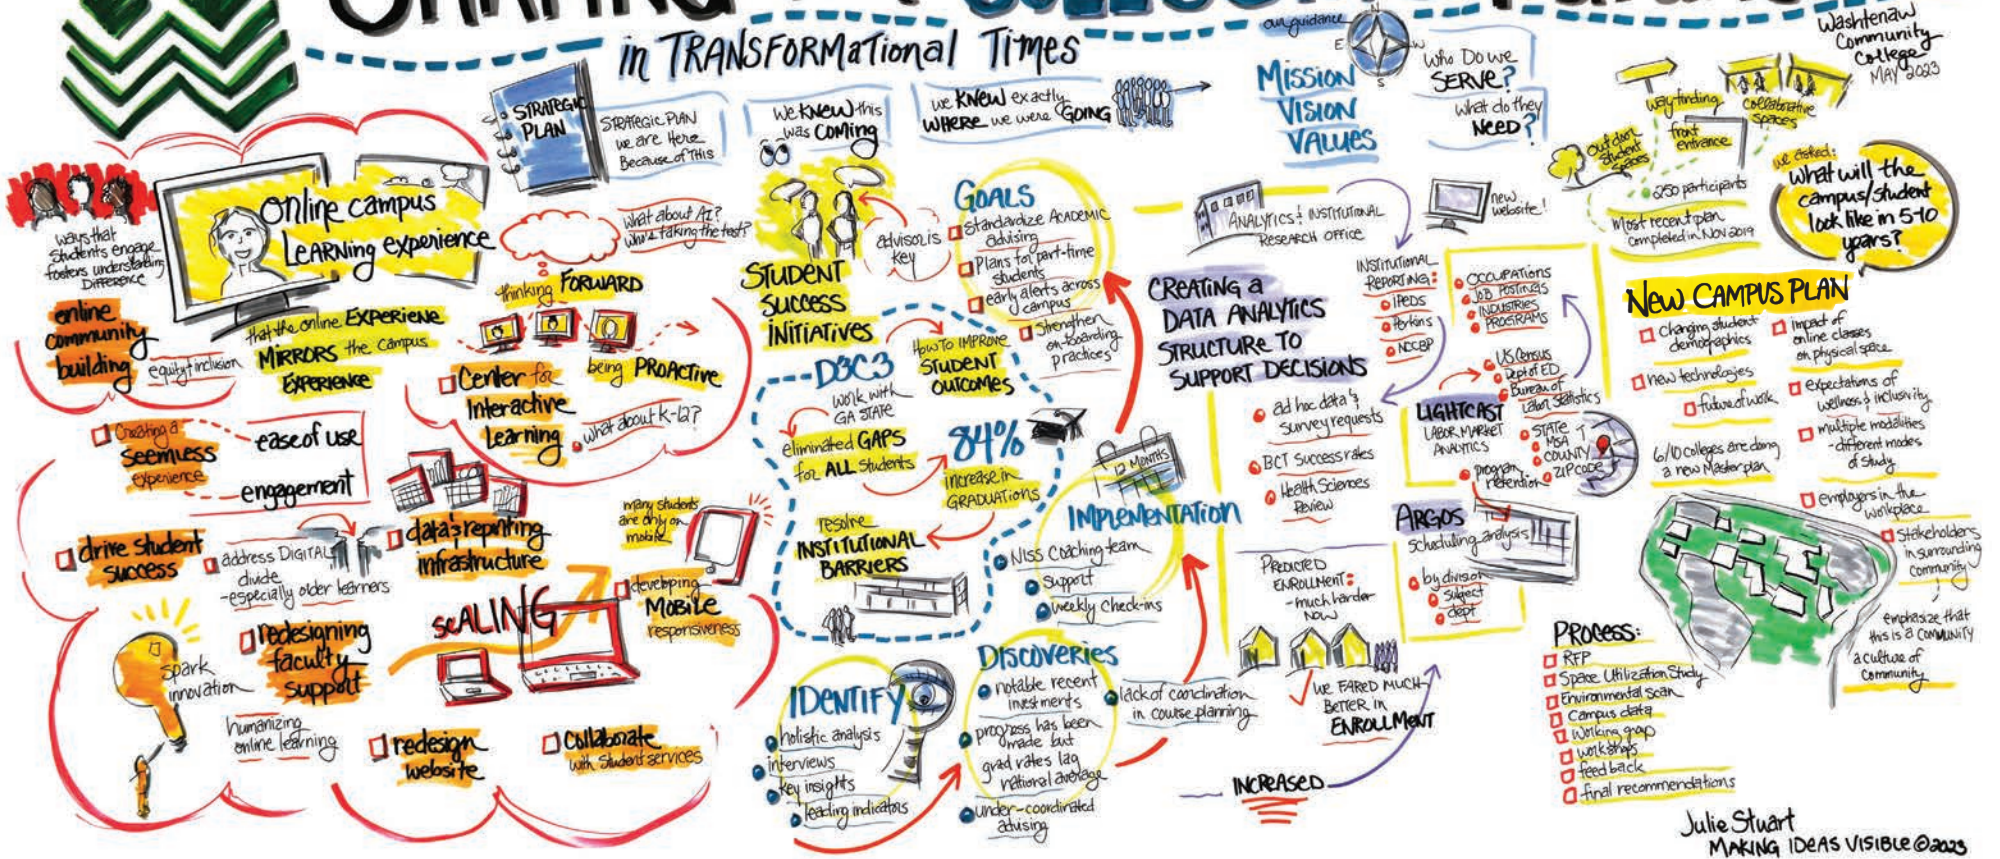 in TRANSFORMATIONAL TIMES
our guidance
N
E
W
S
Washtenaw
Community
College
MAY 2023
STRATEGIC
PLAN
STRATEGIC PLAN
we are Here
Because of THIS
we KNEW this
was COMING
we KNEW exactly
WHERE we were GOING
MISSION
VISION
VALUES
Who Do we
SERVE?
What do they
NEED?
way-finding
collaborative
spaces
outdoor
student
spaces
front
entrance
250 participants
Most recent plan
completed in NOV 2019
we asked:
What will the
campus/student
look like in 5-10
years?
online campus
LEARNING experience
ways that
students engage
fosters understanding
DIFFERENCE
online
community
building
equity & inclusion
that the online EXPERIENE
MIRRORS the campus
EXPERIENCE
What about AI?
Who's taking the test?
thinking FORWARD
being PROACTIVE
Center for
Interactive
Learning
what about K-12?
Creating a
seemless
experience
ease of use
engagement
drive student
success
address DIGITAL
divide
-especially older learners
data & reporting
infrastructure
many students
are only on
mobile
developing
MOBILE
responsiveness
SCALING
spark
innovation
redesigning
faculty
support
humanizing
online learning
redesign
website
Collaborate
with student services
STUDENT
SUCCESS
INITIATIVES
advisor is
key
GOALS
Standardize ACADEMIC
advising
Plans for part-time
students
early alerts across
campus
Strengthen
on-boarding
practices
D3C3
work with
GA STATE
HOW TO IMPROVE
STUDENT
OUTCOMES
eliminated GAPS
for ALL students
84%
increase in
GRADUATIONS
resolve
INSTITUTIONAL
BARRIERS
12 MONTHS
IMPLEMENTATION
NISS Coaching team
Support
weekly check-ins
IDENTIFY
holistic analysis
interviews
key insights
leading indicators
DISCOVERIES
notable recent
investments
progress has been
made but
grad rates lag
national average
under-coordinated
advising
lack of coordination
in course planning
ANALYTICS & INSTITUTIONAL
RESEARCH OFFICE
new
website!
CREATING a
DATA ANALYTICS
STRUCTURE TO
SUPPORT DECISIONS
INSTITUTIONAL
REPORTING:
IPEDS
Perkins
NCCBP
OCCUPATIONS
JOB POSTINGS
INDUSTRIES
PROGRAMS
US Census
Dept of ED
Bureau of
Labor Statistics
ad hoc data &
survey requests
BCT Success rates
Health Sciences
Review
LIGHTCAST
LABOR MARKET
ANALYTICS
STATE
MSA
COUNTY
ZIP CODE
program
retention
ARGOS
scheduling analysis
by division
subject
dept
PREDICTED
ENROLLMENT:
-much harder
NOW
WE FARED MUCH
BETTER IN
ENROLLMENT
INCREASED
NEW CAMPUS PLAN
changing student
demographics
new technologies
future of work
6/10 colleges are doing
a new Master plan
impact of
online classes
on physical space
expectations of
wellness & inclusivity
multiple modalities
-different modes
of study
employers in the
workplace
Stakeholders
in surrounding
community
emphasize that
this is a COMMUNITY
a culture of
community
PROCESS:
RFP
Space Utilization Study
Environmental scan
Campus data
Working group
workshops
feedback
final recommendations
Julie Stuart
MAKING IDEAS VISIBLE © 2023